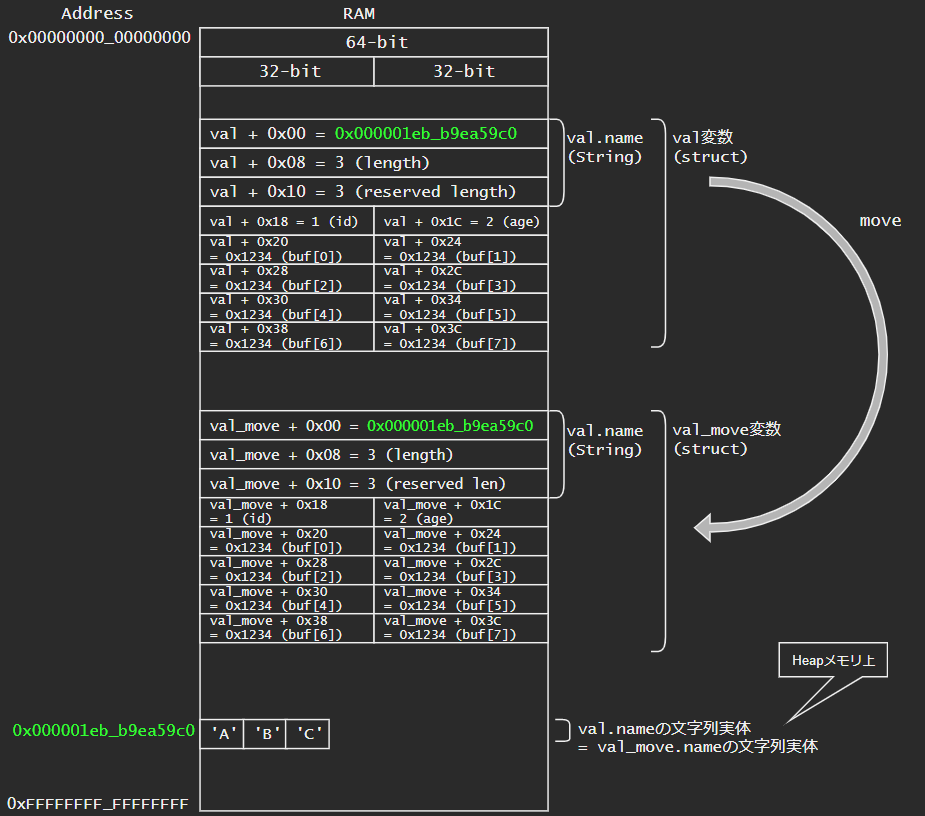 Address
RAM
0x00000000_00000000
64-bit
32-bit
32-bit
val + 0x00 = 0x000001eb_b9ea59c0
val + 0x08 = 3 (length)
val + 0x10 = 3 (reserved length)
val.name
(String)
val変数
(struct)
move
val + 0x18 = 1 (id)
val + 0x1C = 2 (age)
val + 0x20
= 0x1234 (buf[0])
val + 0x24
= 0x1234 (buf[1])
val + 0x28
= 0x1234 (buf[2])
val + 0x2C
= 0x1234 (buf[3])
val + 0x30
= 0x1234 (buf[4])
val + 0x34
= 0x1234 (buf[5])
val + 0x38
= 0x1234 (buf[6])
val + 0x3C
= 0x1234 (buf[7])
val_move + 0x00 = 0x000001eb_b9ea59c0
val_move + 0x08 = 3 (length)
val_move + 0x10 = 3 (reserved len)
val.name
(String)
val_move変数
(struct)
val_move + 0x18
= 1 (id)
val_move + 0x1C
= 2 (age)
val_move + 0x20
= 0x1234 (buf[0])
val_move + 0x24
= 0x1234 (buf[1])
val_move + 0x28
= 0x1234 (buf[2])
val_move + 0x2C
= 0x1234 (buf[3])
val_move + 0x30
= 0x1234 (buf[4])
val_move + 0x34
= 0x1234 (buf[5])
val_move + 0x38
= 0x1234 (buf[6])
val_move + 0x3C
= 0x1234 (buf[7])
Heapメモリ上
0x000001eb_b9ea59c0
'A'
'B'
'C'
val.nameの文字列実体
= val_move.nameの文字列実体
0xFFFFFFFF_FFFFFFFF